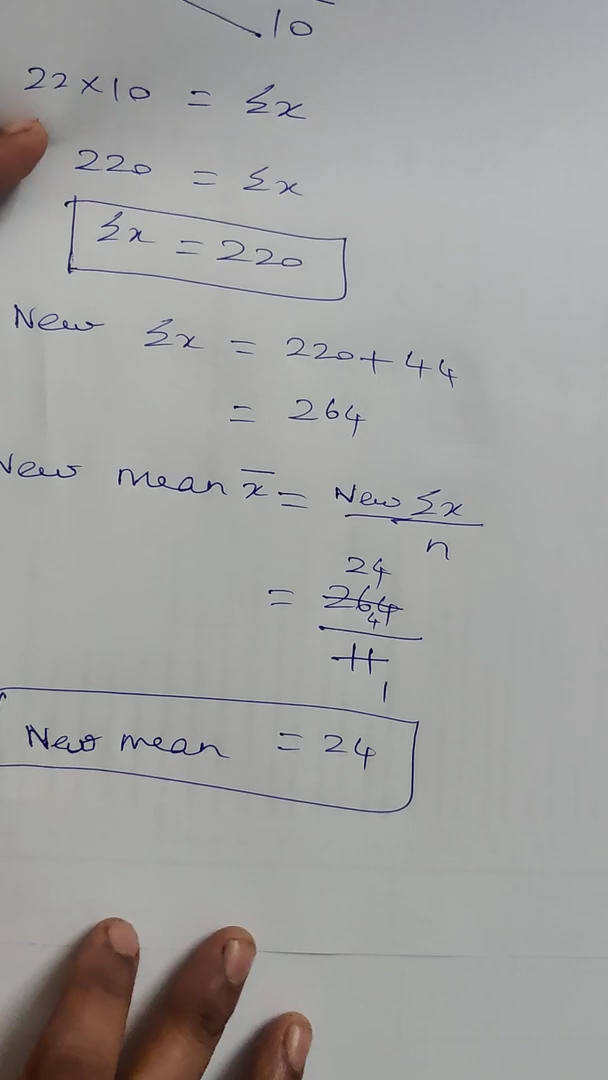 10
22 × 10 = Σx
220 = Σx
Σx = 220
New Σx = 220 + 44
= 264
New mean x̄ = New Σx
n
24
= 264
4
11
1
New mean = 24